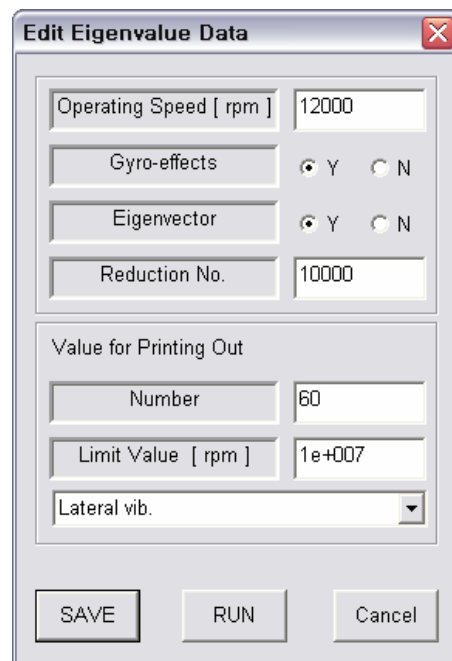 Edit Eigenvalue Data
Operating Speed [ rpm ] 12000
Gyro-effects Y N
Eigenvector Y N
Reduction No. 10000
Value for Printing Out
Number 60
Limit Value [ rpm ] 1e+007
Lateral vib.
SAVE RUN Cancel